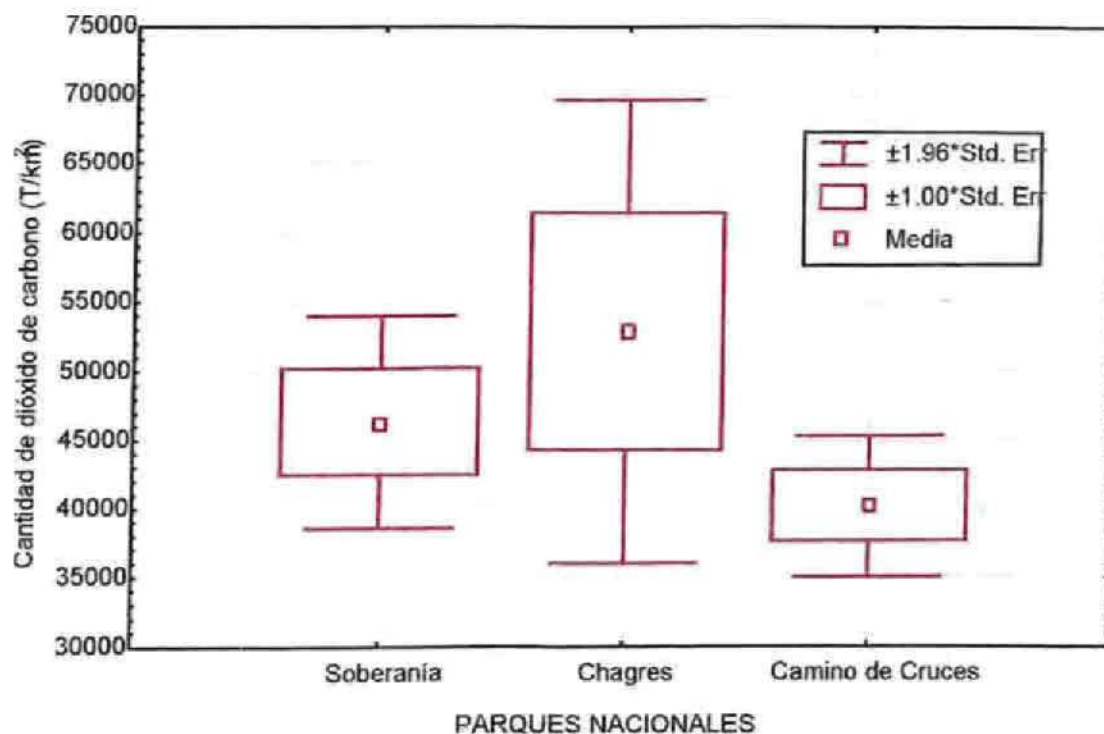 Cantidad de dióxido de carbono (T/km²)
75000
70000
65000
60000
55000
50000
45000
40000
35000
30000
±1.96*Std. Err
±1.00*Std. Err
Media
Soberanía
Chagres
Camino de Cruces
PARQUES NACIONALES